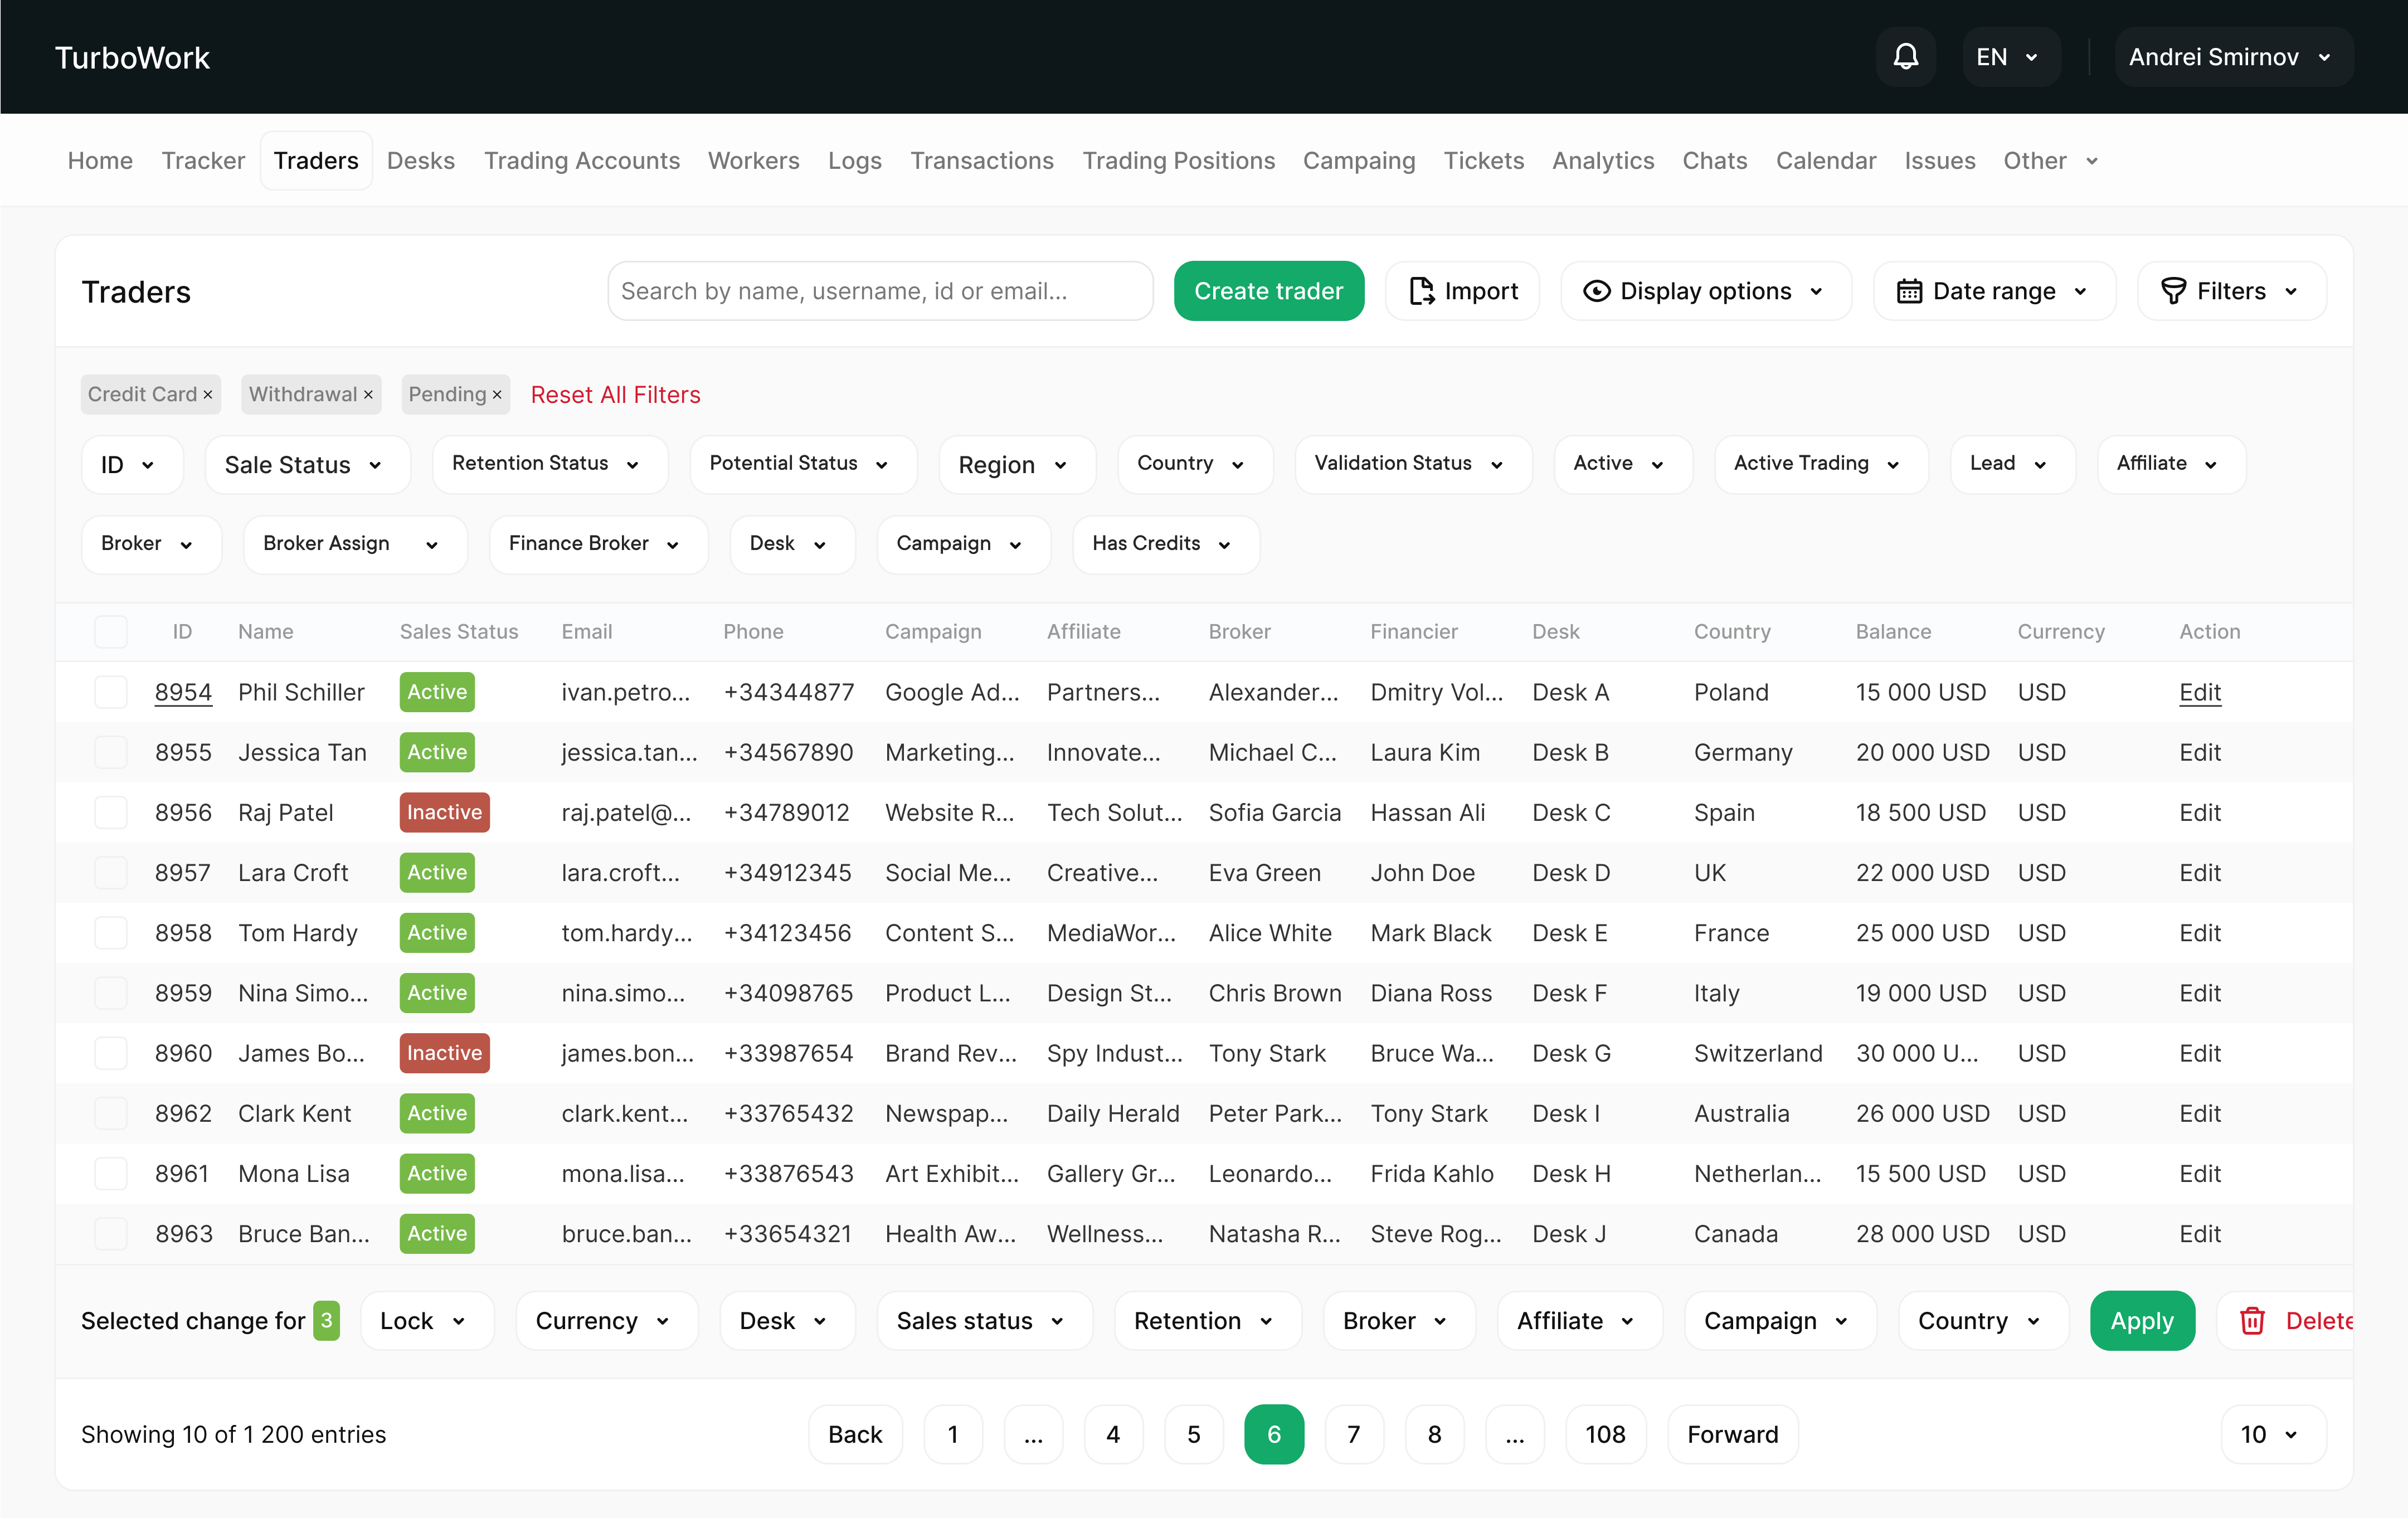 TurboWork EN Andrei Smirnov
Home Tracker Traders Desks Trading Accounts Workers Logs Transactions Trading Positions Campaing Tickets Analytics Chats Calendar Issues Other
Traders Search by name, username, id or email... Create trader Import Display options Date range Filters
Credit Card × Withdrawal × Pending × Reset All Filters
ID Sale Status Retention Status Potential Status Region Country Validation Status Active Active Trading Lead Affiliate
Broker Broker Assign Finance Broker Desk Campaign Has Credits
ID Name Sales Status Email Phone Campaign Affiliate Broker Financier Desk Country Balance Currency Action
8954 Phil Schiller Active ivan.petro... +34344877 Google Ad... Partners... Alexander... Dmitry Vol... Desk A Poland 15 000 USD USD Edit
8955 Jessica Tan Active jessica.tan... +34567890 Marketing... Innovate... Michael C... Laura Kim Desk B Germany 20 000 USD USD Edit
8956 Raj Patel Inactive raj.patel@... +34789012 Website R... Tech Solut... Sofia Garcia Hassan Ali Desk C Spain 18 500 USD USD Edit
8957 Lara Croft Active lara.croft... +34912345 Social Me... Creative... Eva Green John Doe Desk D UK 22 000 USD USD Edit
8958 Tom Hardy Active tom.hardy... +34123456 Content S... MediaWor... Alice White Mark Black Desk E France 25 000 USD USD Edit
8959 Nina Simo... Active nina.simo... +34098765 Product L... Design St... Chris Brown Diana Ross Desk F Italy 19 000 USD USD Edit
8960 James Bo... Inactive james.bon... +33987654 Brand Rev... Spy Indust... Tony Stark Bruce Wa... Desk G Switzerland 30 000 U... USD Edit
8962 Clark Kent Active clark.kent... +33765432 Newspap... Daily Herald Peter Park... Tony Stark Desk I Australia 26 000 USD USD Edit
8961 Mona Lisa Active mona.lisa... +33876543 Art Exhibit... Gallery Gr... Leonardo... Frida Kahlo Desk H Netherlan... 15 500 USD USD Edit
8963 Bruce Ban... Active bruce.ban... +33654321 Health Aw... Wellness... Natasha R... Steve Rog... Desk J Canada 28 000 USD USD Edit
Selected change for 3 Lock Currency Desk Sales status Retention Broker Affiliate Campaign Country Apply Delete
Showing 10 of 1 200 entries Back 1 ... 4 5 6 7 8 ... 108 Forward 10